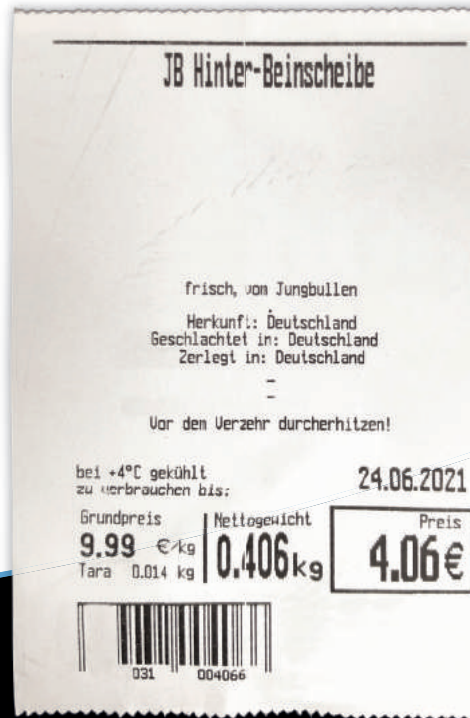 JB Hinter-Beinscheibe
frisch, vom Jungbullen
Herkunft: Deutschland
Geschlachtet in: Deutschland
Zerlegt in: Deutschland
-
-
Vor dem Verzehr durcherhitzen!
bei +4°C gekühlt
zu verbrauchen bis: 24.06.2021
Grundpreis Nettogewicht Preis
9.99 €/kg 0.406kg 4.06€
Tara 0.014 kg
031 004066